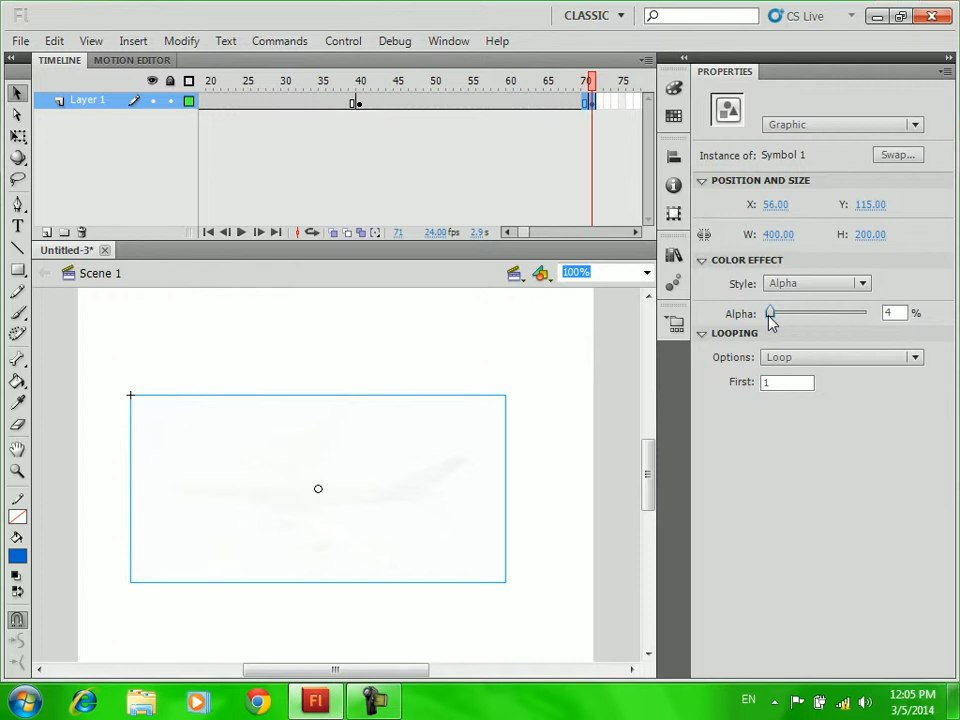 Fl
CLASSIC
CS Live
File Edit View Insert Modify Text Commands Control Debug Window Help
TIMELINE MOTION EDITOR
PROPERTIES
20 25 30 35 40 45 50 55 60 65 70 75
Layer 1
Graphic
Instance of: Symbol 1 Swap...
POSITION AND SIZE
X: 56.00 Y: 115.00
71 24.00fps 2.9s
W: 400.00 H: 200.00
Untitled-3*
COLOR EFFECT
Scene 1 100%
Style: Alpha
Alpha: 4 %
LOOPING
Options: Loop
First: 1
Fl
EN
12:05 PM
3/5/2014